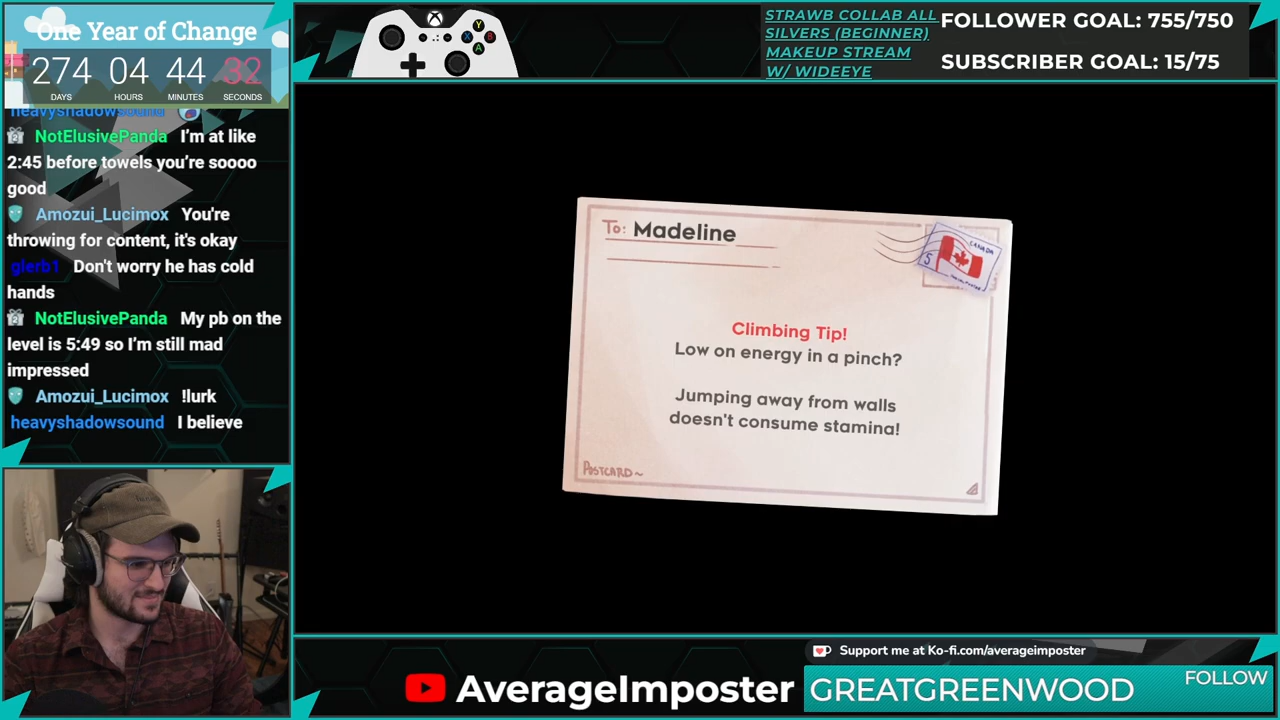 One Year of Change
274 04 44 32
DAYS HOURS MINUTES SECONDS
heavyshadowsound
NotElusivePanda I'm at like
2:45 before towels you're soooo
good
Amozui_Lucimox You're
throwing for content, it's okay
glerb1 Don't worry he has cold
hands
NotElusivePanda My pb on the
level is 5:49 so I'm still mad
impressed
Amozui_Lucimox !lurk
heavyshadowsound I believe
Y
X B
A
STRAWB COLLAB ALL
SILVERS (BEGINNER)
MAKEUP STREAM
W/ WIDEEYE
FOLLOWER GOAL: 755/750
SUBSCRIBER GOAL: 15/75
To: Madeline
CANADA
5
Climbing Tip!
Low on energy in a pinch?
Jumping away from walls
doesn't consume stamina!
POSTCARD~
Support me at Ko-fi.com/averageimposter
AverageImposter
GREATGREENWOOD
FOLLOW